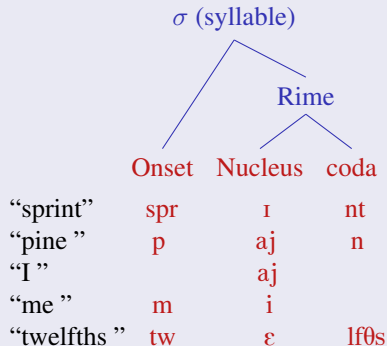 σ (syllable)
Rime
Onset Nucleus coda
“sprint” spr ɪ nt
“pine ” p aj n
“I ” aj
“me ” m i
“twelfths ” tw ɛ lfθs